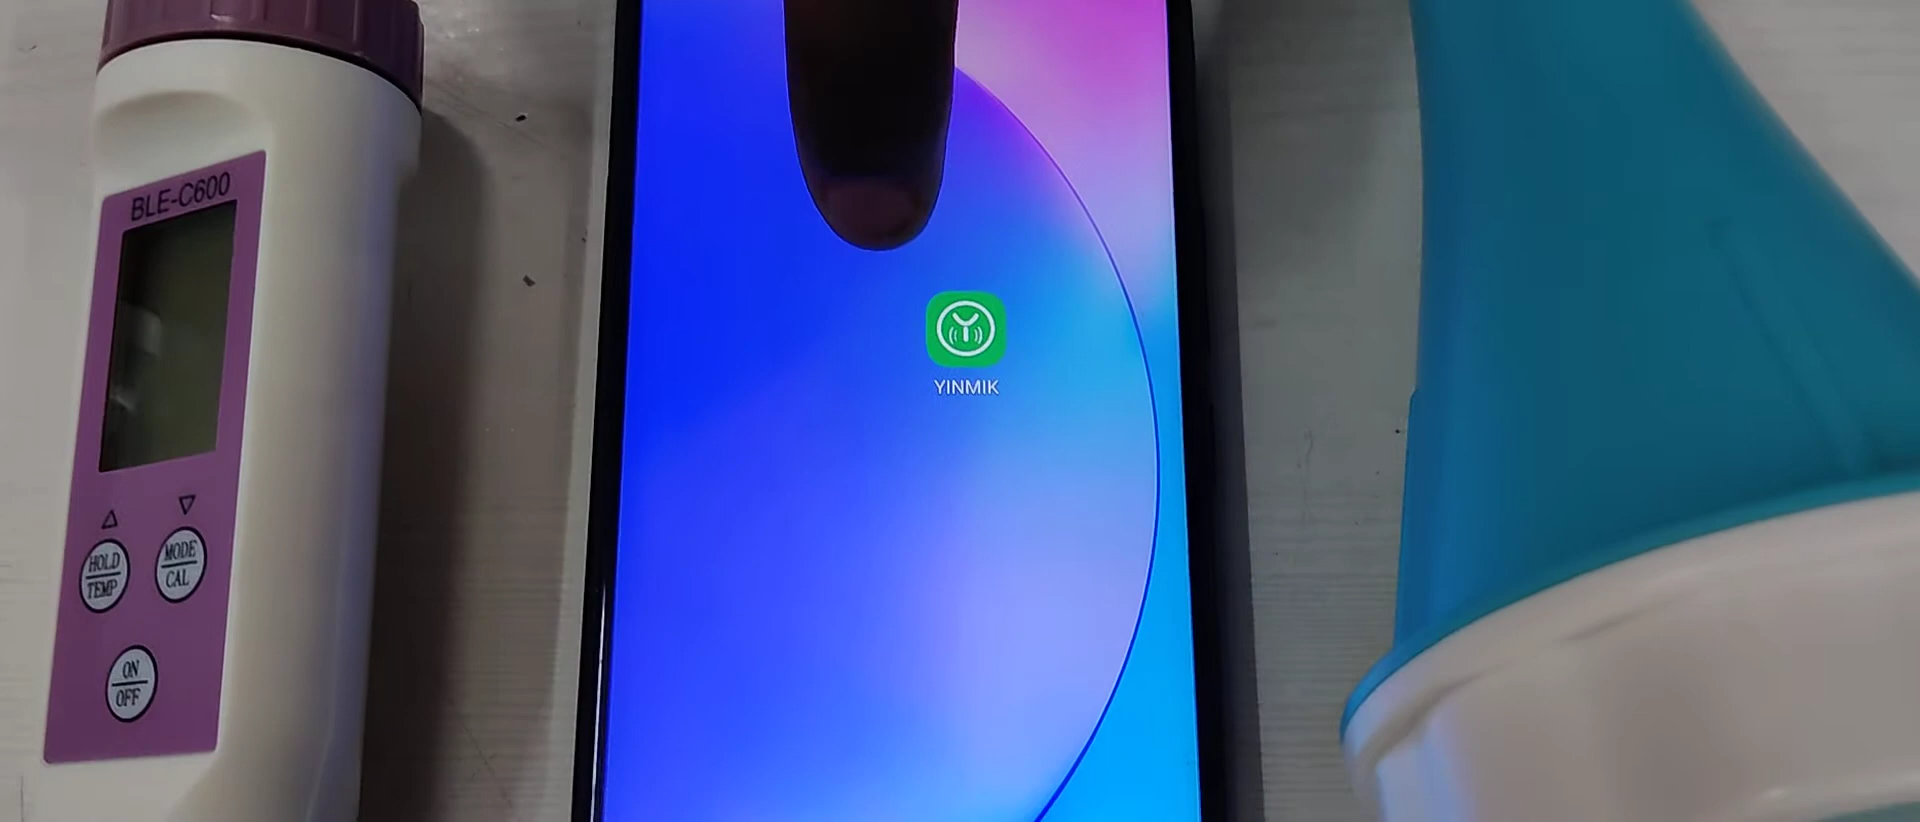 BLE-C600
HOLD
TEMP
MODE
CAL
ON
OFF
YINMIK